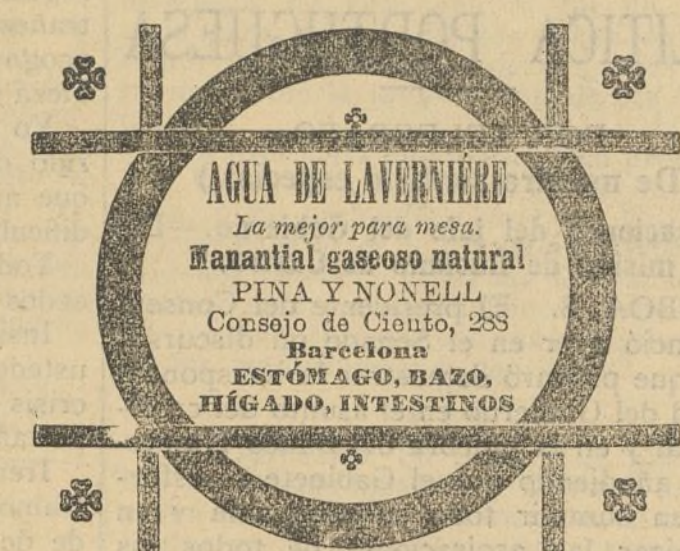 AGUA DE LAVERNIÉRE
La mejor para mesa.
Manantial gaseoso natural
PINA Y NONELL
Consejo de Ciento, 288
Barcelona
ESTÓMAGO, BAZO,
HÍGADO, INTESTINOS